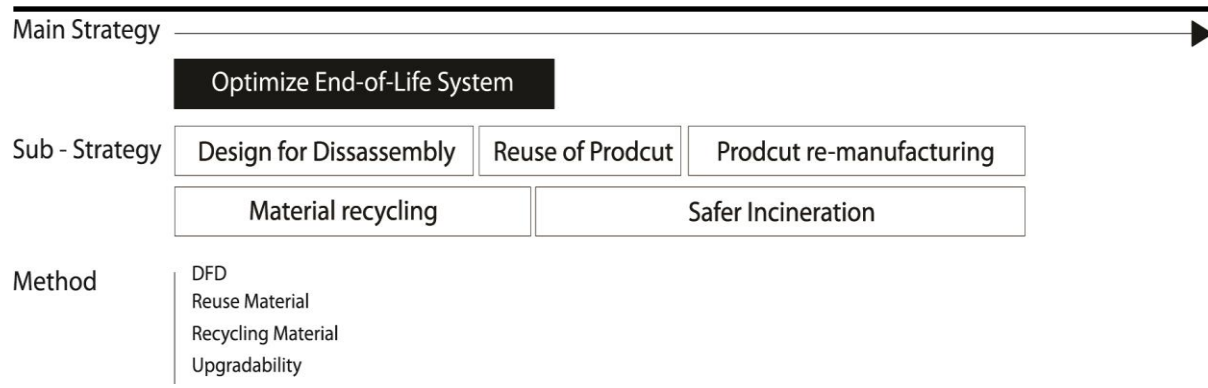 Main Strategy
Optimize End-of-Life System
Sub - Strategy
Design for Dissassembly
Reuse of Prodcut
Prodcut re-manufacturing
Material recycling
Safer Incineration
Method
DFD
Reuse Material
Recycling Material
Upgradability